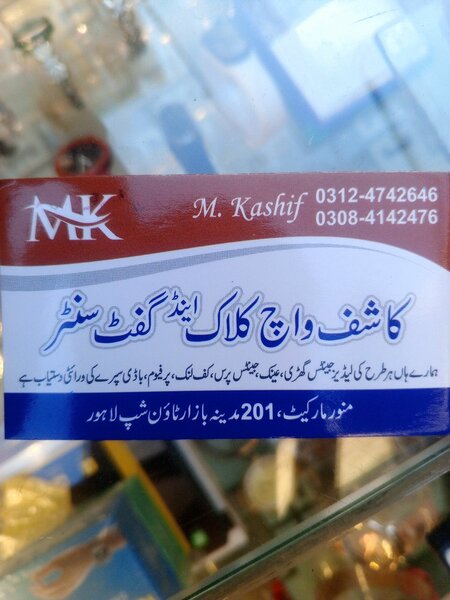 MK
M. Kashif
0312-4742646
0308-4142476
کاشف واچ کلاک اینڈ گفٹ سنٹر
ہمارے ہاں ہر طرح کی لیڈیز جینٹس گھڑی، عینک، جینٹس پرس، کف لنک، پرفیوم، باڈی سپرے کی ورائٹی دستیاب ہے
منور مارکیٹ، 201 مدینہ بازار ٹاؤن شپ لاہور